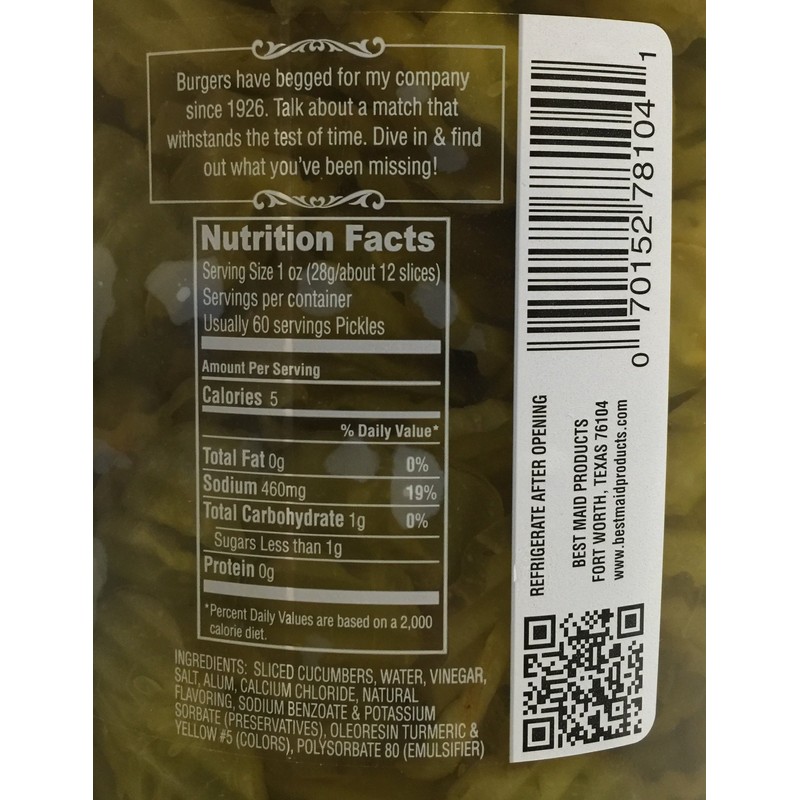 Burgers have begged for my company
since 1926. Talk about a match that
withstands the test of time. Dive in & find
out what you've been missing!
Nutrition Facts
Serving Size 1 oz (28g/about 12 slices)
Servings per container
Usually 60 servings Pickles
Amount Per Serving
Calories 5
% Daily Value*
Total Fat 0g 0%
Sodium 460mg 19%
Total Carbohydrate 1g 0%
Sugars Less than 1g
Protein 0g
*Percent Daily Values are based on a 2,000
calorie diet.
INGREDIENTS: SLICED CUCUMBERS, WATER, VINEGAR,
SALT, ALUM, CALCIUM CHLORIDE, NATURAL
FLAVORING, SODIUM BENZOATE & POTASSIUM
SORBATE (PRESERVATIVES), OLEORESIN TURMERIC &
YELLOW #5 (COLORS), POLYSORBATE 80 (EMULSIFIER)
0 70152 78104 1
REFRIGERATE AFTER OPENING
BEST MAID PRODUCTS
FORT WORTH, TEXAS 76104
www.bestmaidproducts.com